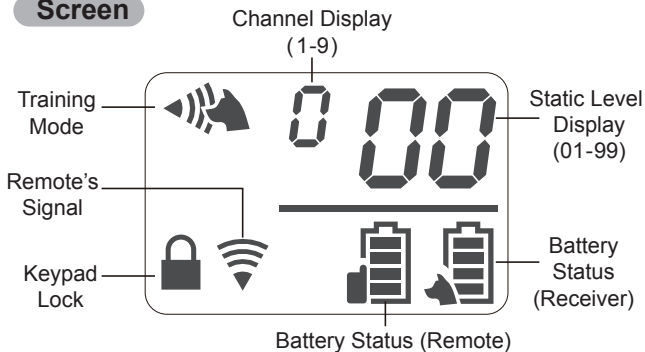 Screen
Channel Display
(1-9)
Training
Mode
0 00
Static Level
Display
(01-99)
Remote's
Signal
Keypad
Lock
Battery
Status
(Receiver)
Battery Status (Remote)